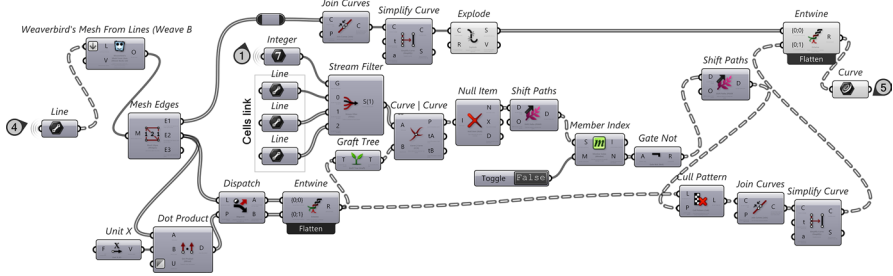 Join Curves
Simplify Curve
Explode
Entwine
Weaverbird's Mesh From Lines (Weave B
L
V
O
C
P
C
C
t
a
C
S
C
R
S
V
{0;0}
{0;1}
R
Flatten
1
Integer
7
Stream Filter
Shift Paths
D
O
D
Curve
5
Line
4
Mesh Edges
M
E1
E2
E3
Cells link
Line
Line
Line
G
0
1
2
S(1)
Curve | Curve
A
B
P
tA
tB
Null Item
I
N
X
D
Shift Paths
D
O
D
Member Index
S
M
I
N
Gate Not
A
R
Graft Tree
T
T
Toggle
False
Dispatch
L
P
A
B
Entwine
{0;0}
{0;1}
R
Flatten
Cull Pattern
L
P
L
Join Curves
C
P
C
Simplify Curve
C
t
a
C
S
Unit X
F
X
V
Dot Product
A
B
U
D